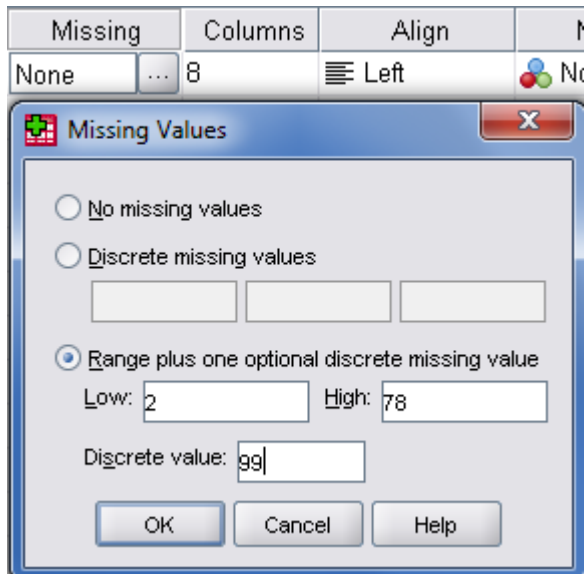 Missing Columns Align
None ... 8 Left
Missing Values
No missing values
Discrete missing values
Range plus one optional discrete missing value
Low: 2 High: 78
Discrete value: 99
OK Cancel Help